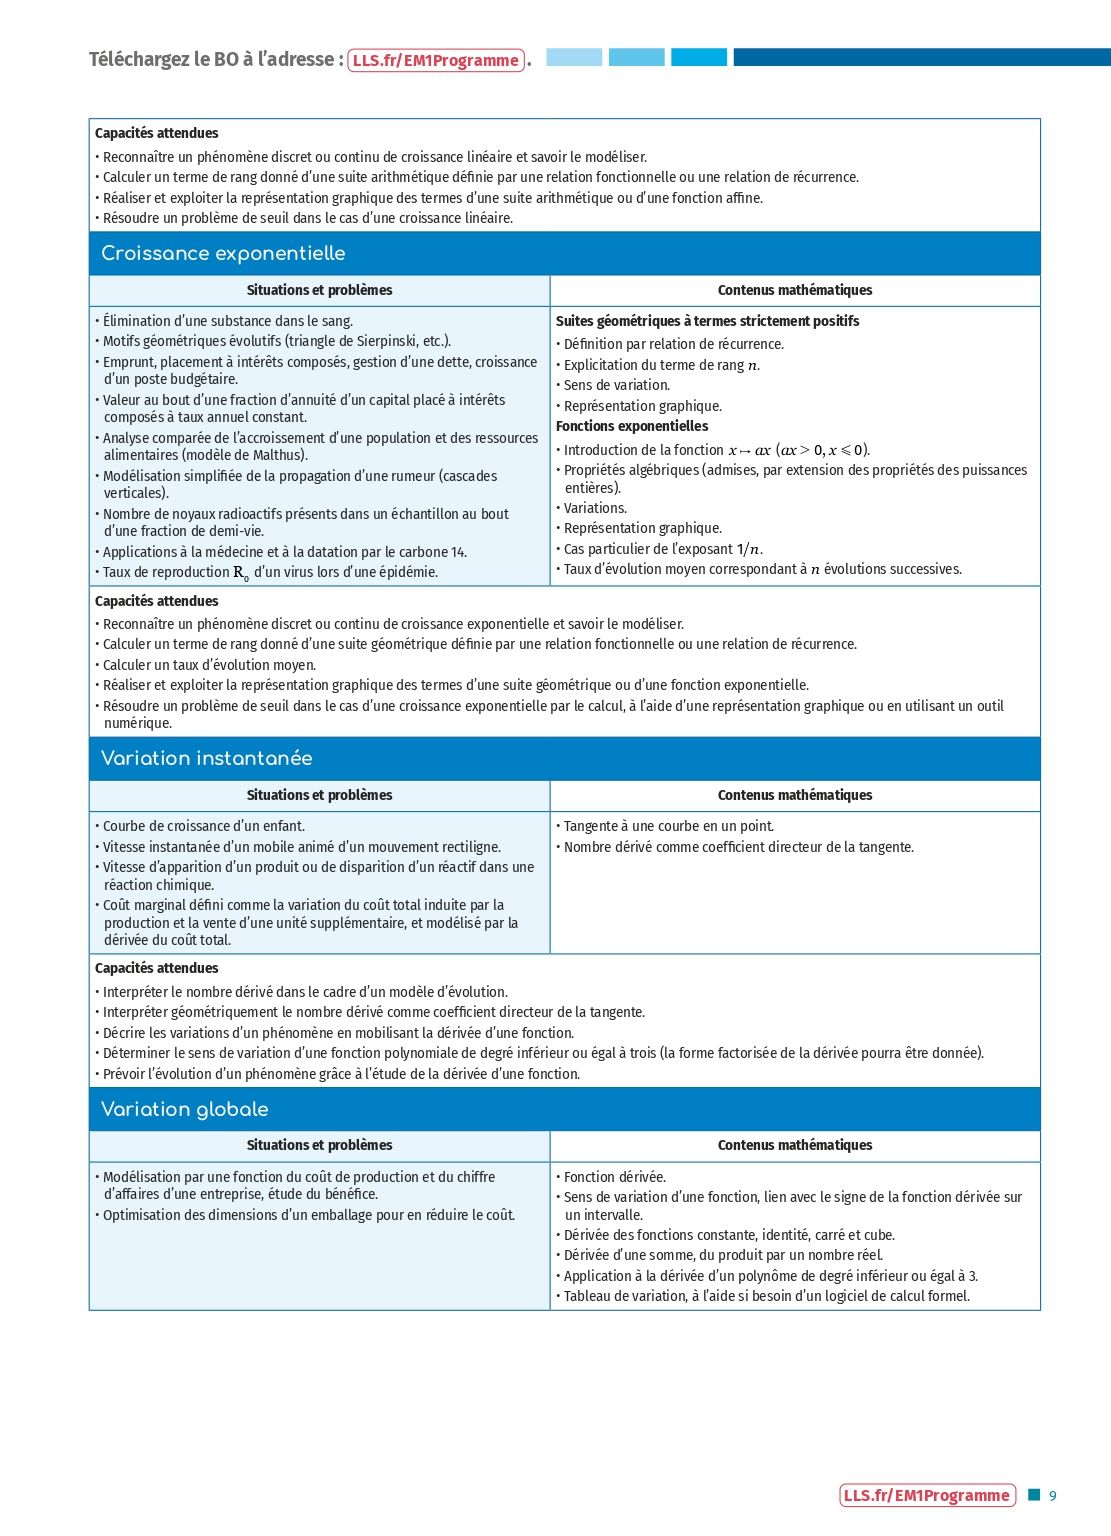 Téléchargez le BO à l’adresse : LLS.fr/EM1Programme .
Capacités attendues
• Reconnaître un phénomène discret ou continu de croissance linéaire et savoir le modéliser.
• Calculer un terme de rang donné d’une suite arithmétique définie par une relation fonctionnelle ou une relation de récurrence.
• Réaliser et exploiter la représentation graphique des termes d’une suite arithmétique ou d’une fonction affine.
• Résoudre un problème de seuil dans le cas d’une croissance linéaire.
Croissance exponentielle
Situations et problèmes
• Élimination d’une substance dans le sang.
• Motifs géométriques évolutifs (triangle de Sierpinski, etc.).
• Emprunt, placement à intérêts composés, gestion d’une dette, croissance
d’un poste budgétaire.
• Valeur au bout d’une fraction d’annuité d’un capital placé à intérêts
composés à taux annuel constant.
• Analyse comparée de l’accroissement d’une population et des ressources
alimentaires (modèle de Malthus).
• Modélisation simplifiée de la propagation d’une rumeur (cascades
verticales).
• Nombre de noyaux radioactifs présents dans un échantillon au bout
d’une fraction de demi-vie.
• Applications à la médecine et à la datation par le carbone 14.
• Taux de reproduction R0 d’un virus lors d’une épidémie.
Contenus mathématiques
Suites géométriques à termes strictement positifs
• Définition par relation de récurrence.
• Explicitation du terme de rang n.
• Sens de variation.
• Représentation graphique.
Fonctions exponentielles
• Introduction de la fonction x ↦ ax (ax > 0, x ⩽ 0).
• Propriétés algébriques (admises, par extension des propriétés des puissances
entières).
• Variations.
• Représentation graphique.
• Cas particulier de l’exposant 1/n.
• Taux d’évolution moyen correspondant à n évolutions successives.
Capacités attendues
• Reconnaître un phénomène discret ou continu de croissance exponentielle et savoir le modéliser.
• Calculer un terme de rang donné d’une suite géométrique définie par une relation fonctionnelle ou une relation de récurrence.
• Calculer un taux d’évolution moyen.
• Réaliser et exploiter la représentation graphique des termes d’une suite géométrique ou d’une fonction exponentielle.
• Résoudre un problème de seuil dans le cas d’une croissance exponentielle par le calcul, à l’aide d’une représentation graphique ou en utilisant un outil
numérique.
Variation instantanée
Situations et problèmes
• Courbe de croissance d’un enfant.
• Vitesse instantanée d’un mobile animé d’un mouvement rectiligne.
• Vitesse d’apparition d’un produit ou de disparition d’un réactif dans une
réaction chimique.
• Coût marginal défini comme la variation du coût total induite par la
production et la vente d’une unité supplémentaire, et modélisé par la
dérivée du coût total.
Contenus mathématiques
• Tangente à une courbe en un point.
• Nombre dérivé comme coefficient directeur de la tangente.
Capacités attendues
• Interpréter le nombre dérivé dans le cadre d’un modèle d’évolution.
• Interpréter géométriquement le nombre dérivé comme coefficient directeur de la tangente.
• Décrire les variations d’un phénomène en mobilisant la dérivée d’une fonction.
• Déterminer le sens de variation d’une fonction polynomiale de degré inférieur ou égal à trois (la forme factorisée de la dérivée pourra être donnée).
• Prévoir l’évolution d’un phénomène grâce à l’étude de la dérivée d’une fonction.
Variation globale
Situations et problèmes
• Modélisation par une fonction du coût de production et du chiffre
d’affaires d’une entreprise, étude du bénéfice.
• Optimisation des dimensions d’un emballage pour en réduire le coût.
Contenus mathématiques
• Fonction dérivée.
• Sens de variation d’une fonction, lien avec le signe de la fonction dérivée sur
un intervalle.
• Dérivée des fonctions constante, identité, carré et cube.
• Dérivée d’une somme, du produit par un nombre réel.
• Application à la dérivée d’un polynôme de degré inférieur ou égal à 3.
• Tableau de variation, à l’aide si besoin d’un logiciel de calcul formel.
LLS.fr/EM1Programme 9